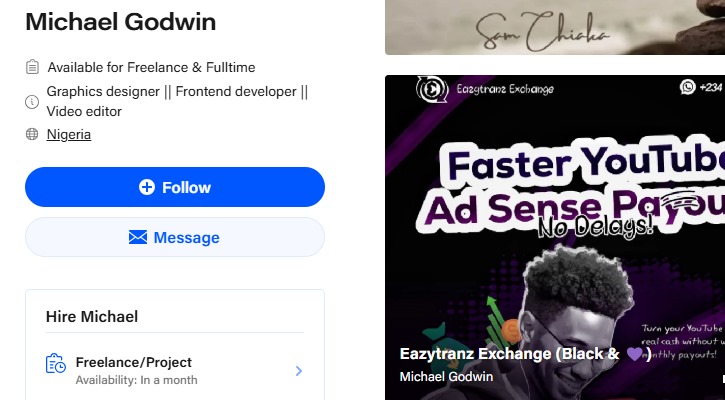 Michael Godwin
Available for Freelance & Fulltime
Graphics designer || Frontend developer ||
Video editor
Nigeria
Follow
Message
Hire Michael
Freelance/Project
Availability: In a month
Sam Chiaka
Eazytranz Exchange
+234
Faster YouTube
Ad Sense Payou
No Delays!
Turn your YouTube
real cash without w
monthly payouts!
Eazytranz Exchange (Black & 💜)
Michael Godwin